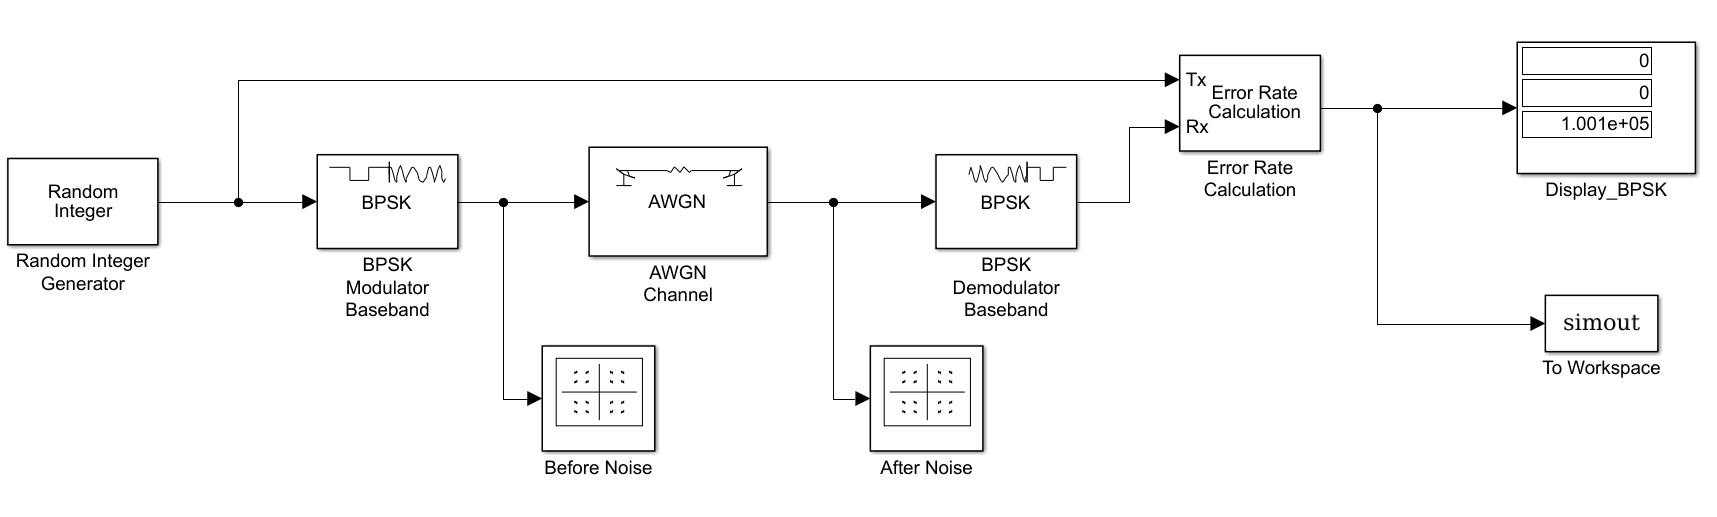 Random
Integer
Random Integer
Generator
BPSK
BPSK
Modulator
Baseband
AWGN
AWGN
Channel
BPSK
BPSK
Demodulator
Baseband
Before Noise
After Noise
Tx
Rx
Error Rate
Calculation
Error Rate
Calculation
0
0
1.001e+05
Display_BPSK
simout
To Workspace